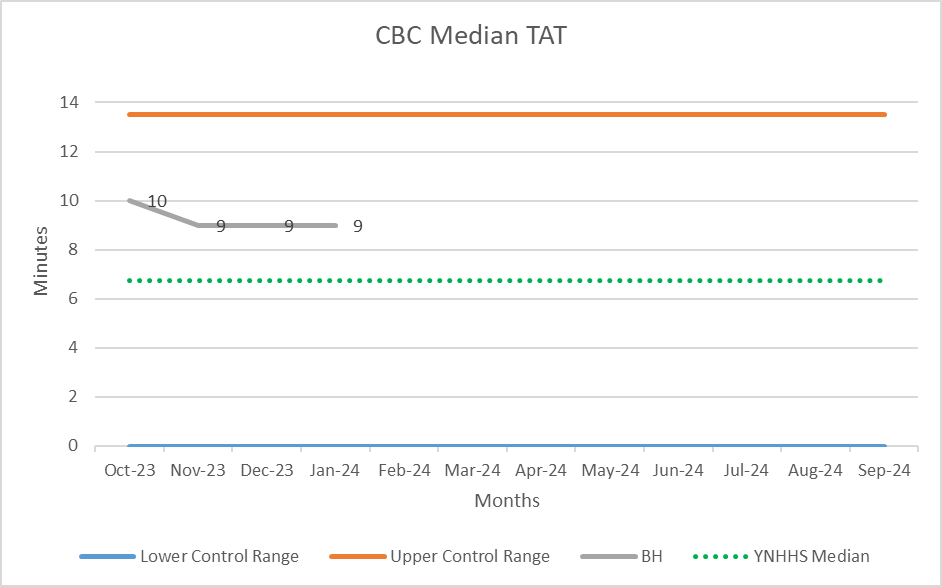 CBC Median TAT
14
12
10
8
6
4
2
0
Minutes
10
9
9
9
Oct-23 Nov-23 Dec-23 Jan-24 Feb-24 Mar-24 Apr-24 May-24 Jun-24 Jul-24 Aug-24 Sep-24
Months
Lower Control Range Upper Control Range BH YNHHS Median